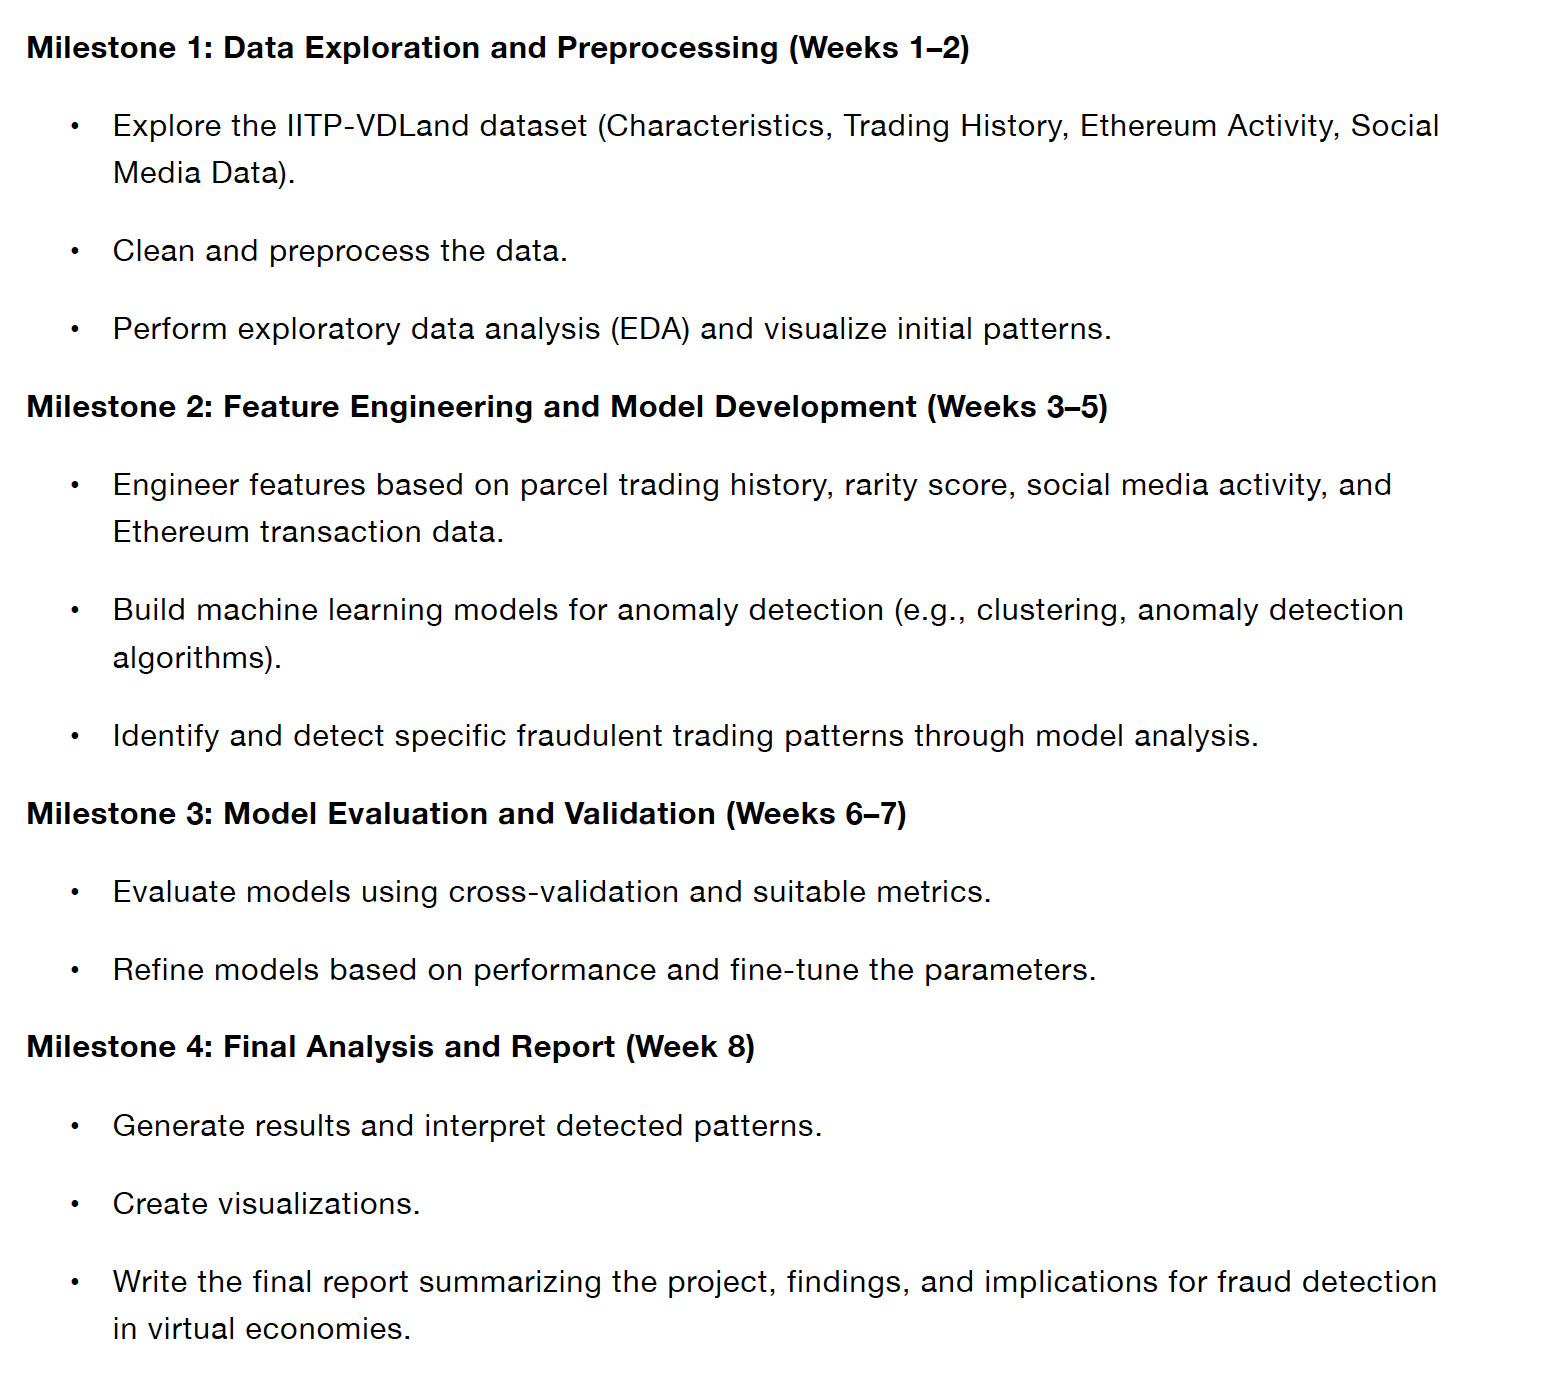 Milestone 1: Data Exploration and Preprocessing (Weeks 1–2)
• Explore the IITP-VDLand dataset (Characteristics, Trading History, Ethereum Activity, Social
Media Data).
• Clean and preprocess the data.
• Perform exploratory data analysis (EDA) and visualize initial patterns.
Milestone 2: Feature Engineering and Model Development (Weeks 3–5)
• Engineer features based on parcel trading history, rarity score, social media activity, and
Ethereum transaction data.
• Build machine learning models for anomaly detection (e.g., clustering, anomaly detection
algorithms).
• Identify and detect specific fraudulent trading patterns through model analysis.
Milestone 3: Model Evaluation and Validation (Weeks 6–7)
• Evaluate models using cross-validation and suitable metrics.
• Refine models based on performance and fine-tune the parameters.
Milestone 4: Final Analysis and Report (Week 8)
• Generate results and interpret detected patterns.
• Create visualizations.
• Write the final report summarizing the project, findings, and implications for fraud detection
in virtual economies.